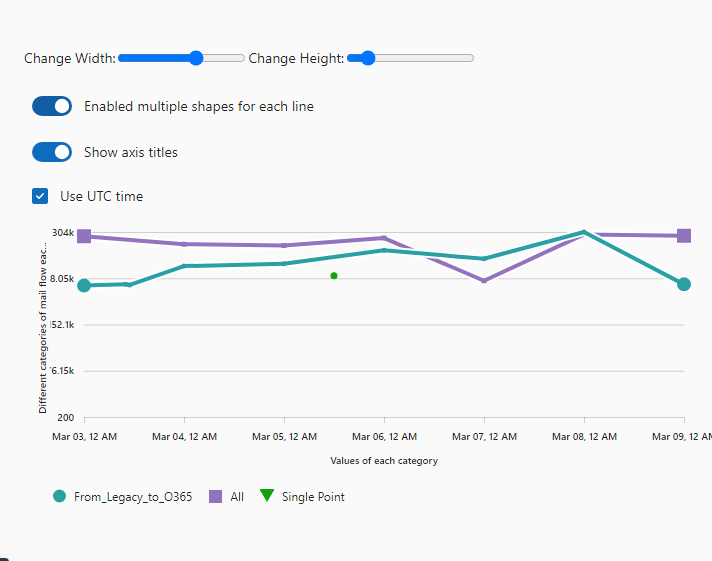 Change Width: Change Height:
Enabled multiple shapes for each line
Show axis titles
Use UTC time
304k
8.05k
52.1k
6.15k
200
Different categories of mail flow eac...
Mar 03, 12 AM Mar 04, 12 AM Mar 05, 12 AM Mar 06, 12 AM Mar 07, 12 AM Mar 08, 12 AM Mar 09, 12 AM
Values of each category
From_Legacy_to_O365 All Single Point